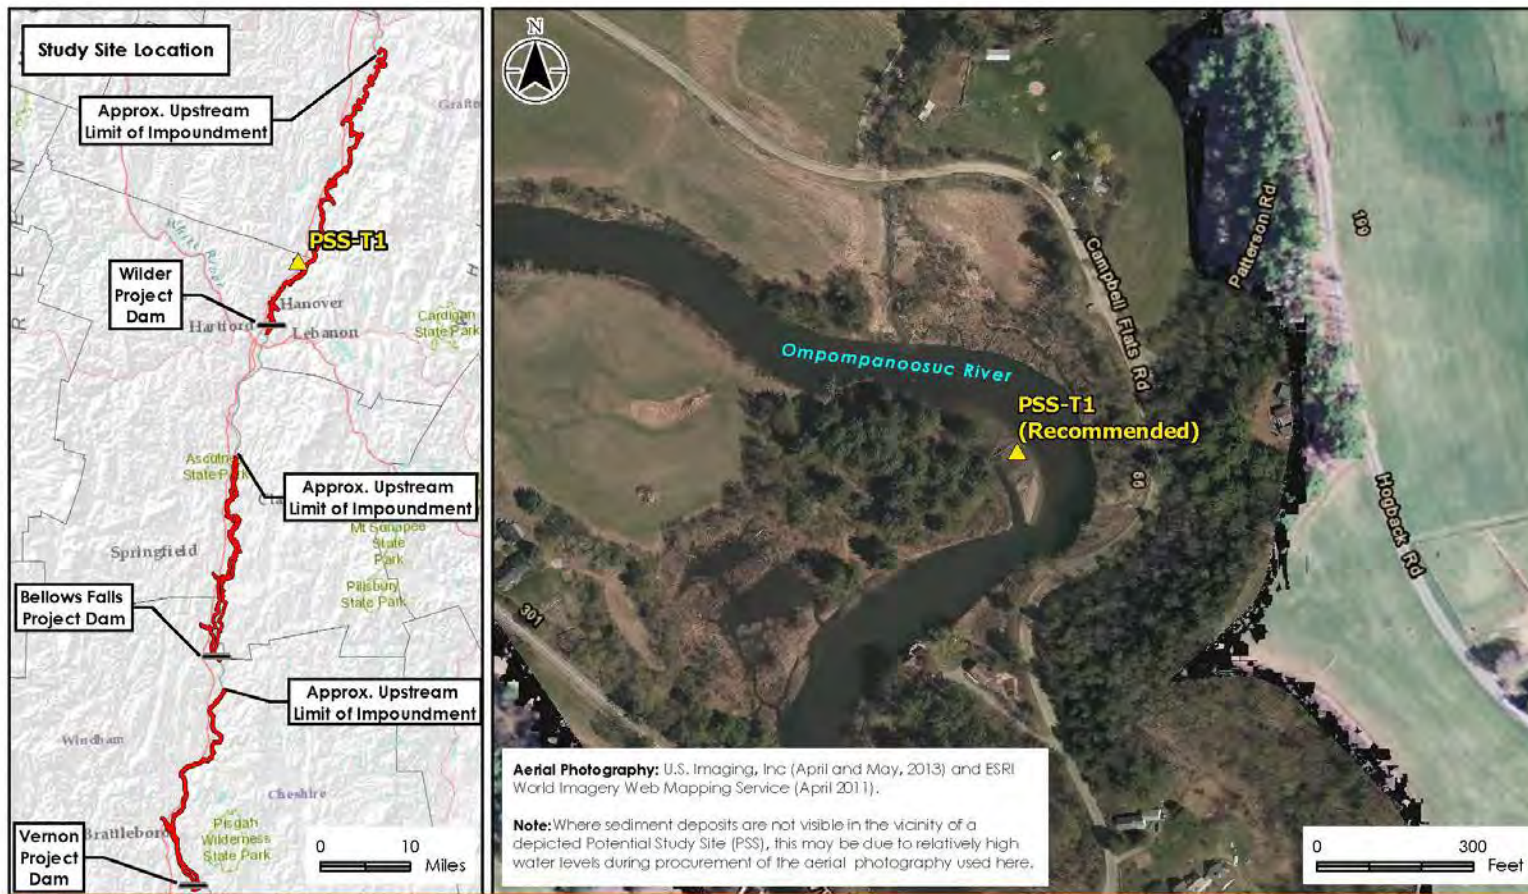 Study Site Location
Approx. Upstream
Limit of Impoundment
PSS-T1
White River
Wilder
Project
Dam
Hanover
Hartford
Lebanon
Cardigan
State Park
Ascutney
State Park
Approx. Upstream
Limit of Impoundment
Mt Sunapee
State
Park
Springfield
Pillsbury
State Park
Bellows Falls
Project Dam
Approx. Upstream
Limit of Impoundment
Windham
Cheshire
Brattleboro
Pisgah
Wilderness
State Park
Vernon
Project
Dam
0 10
Miles
N
Patterson Rd
199
Campbell Flats Rd
Ompompanoosuc River
PSS-T1
(Recommended)
66
Hogback Rd
301
Aerial Photography: U.S. Imaging, Inc (April and May, 2013) and ESRI
World Imagery Web Mapping Service (April 2011).
Note: Where sediment deposits are not visible in the vicinity of a
depicted Potential Study Site (PSS), this may be due to relatively high
water levels during procurement of the aerial photography used here.
0 300
Feet